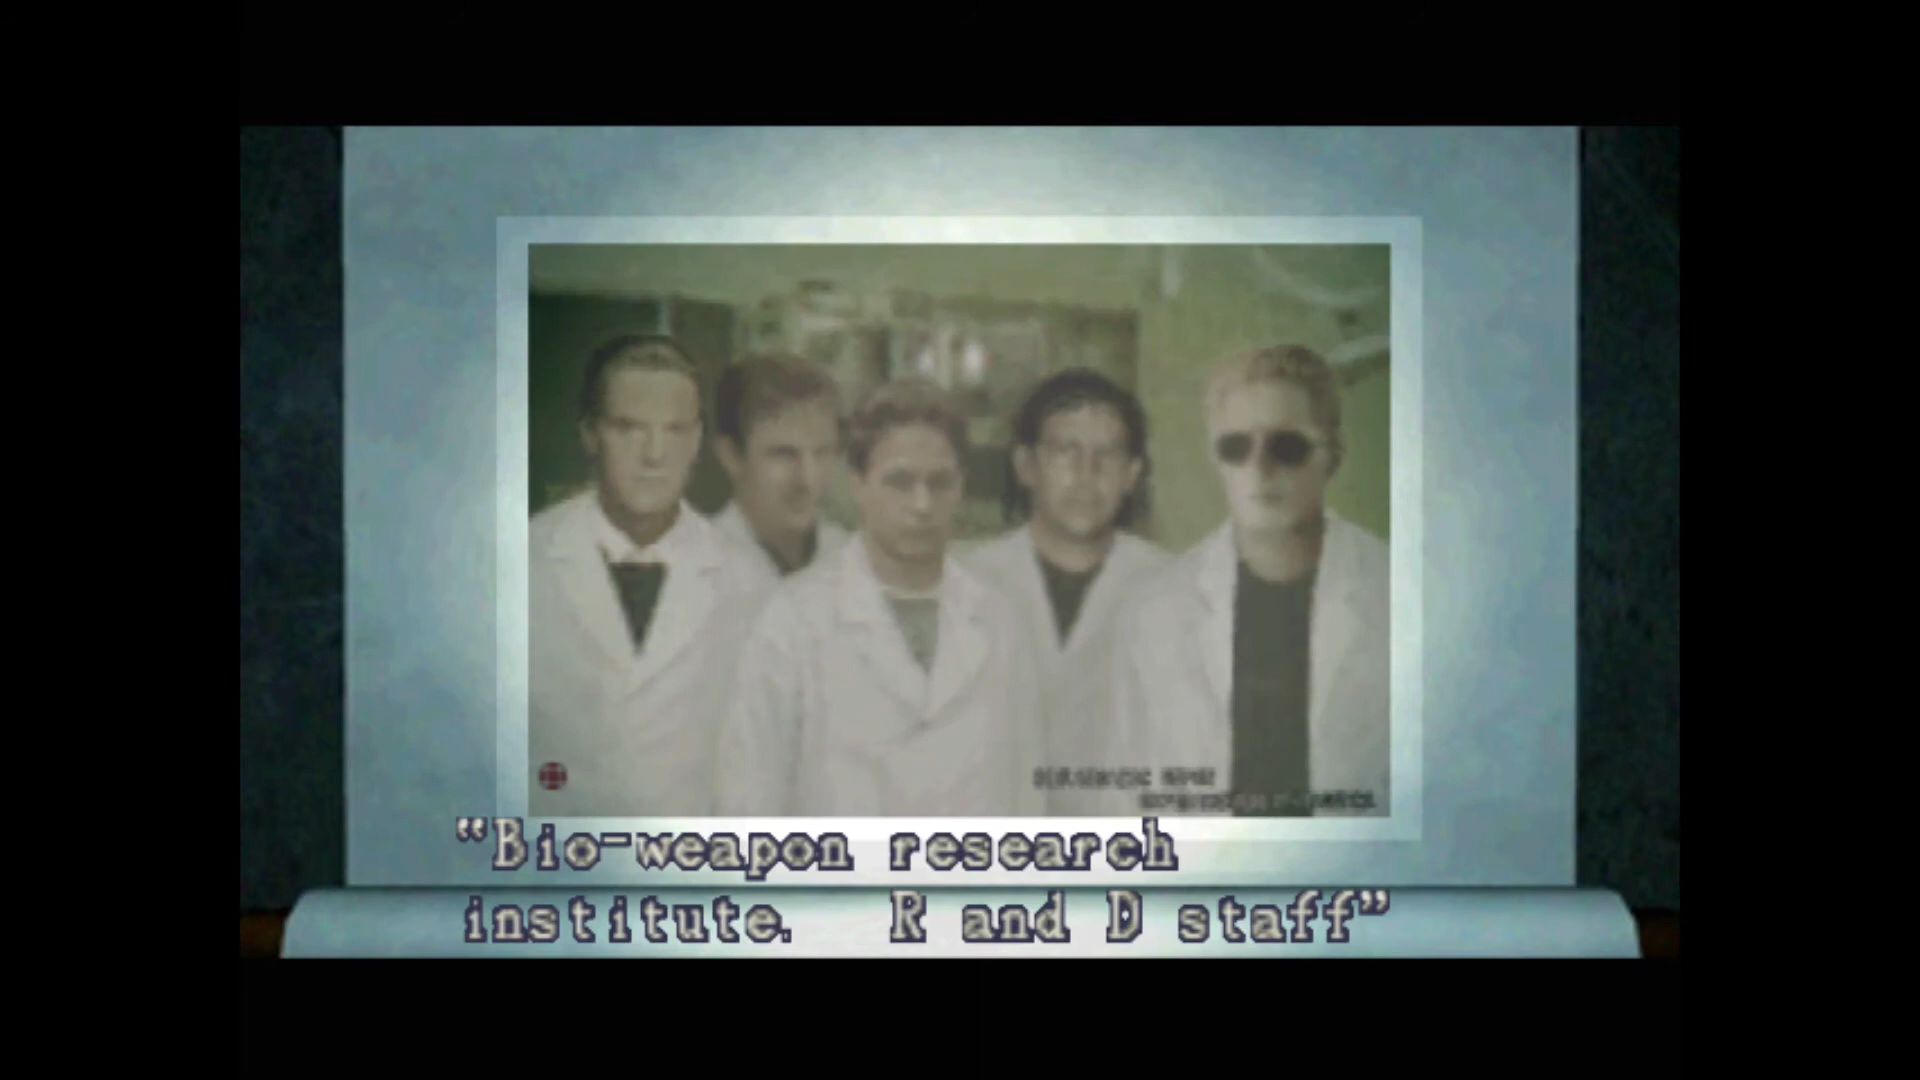 “Bio-weapon research
institute. R and D staff”